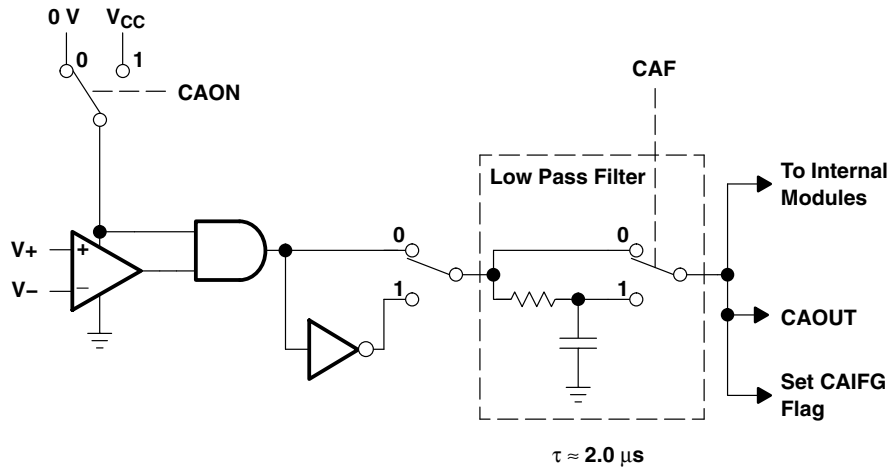 0 V
VCC
0
1
CAON
CAF
Low Pass Filter
To Internal
Modules
0
0
V+
+
V−
−
1
1
CAOUT
Set CAIFG
Flag
τ ≈ 2.0 μs